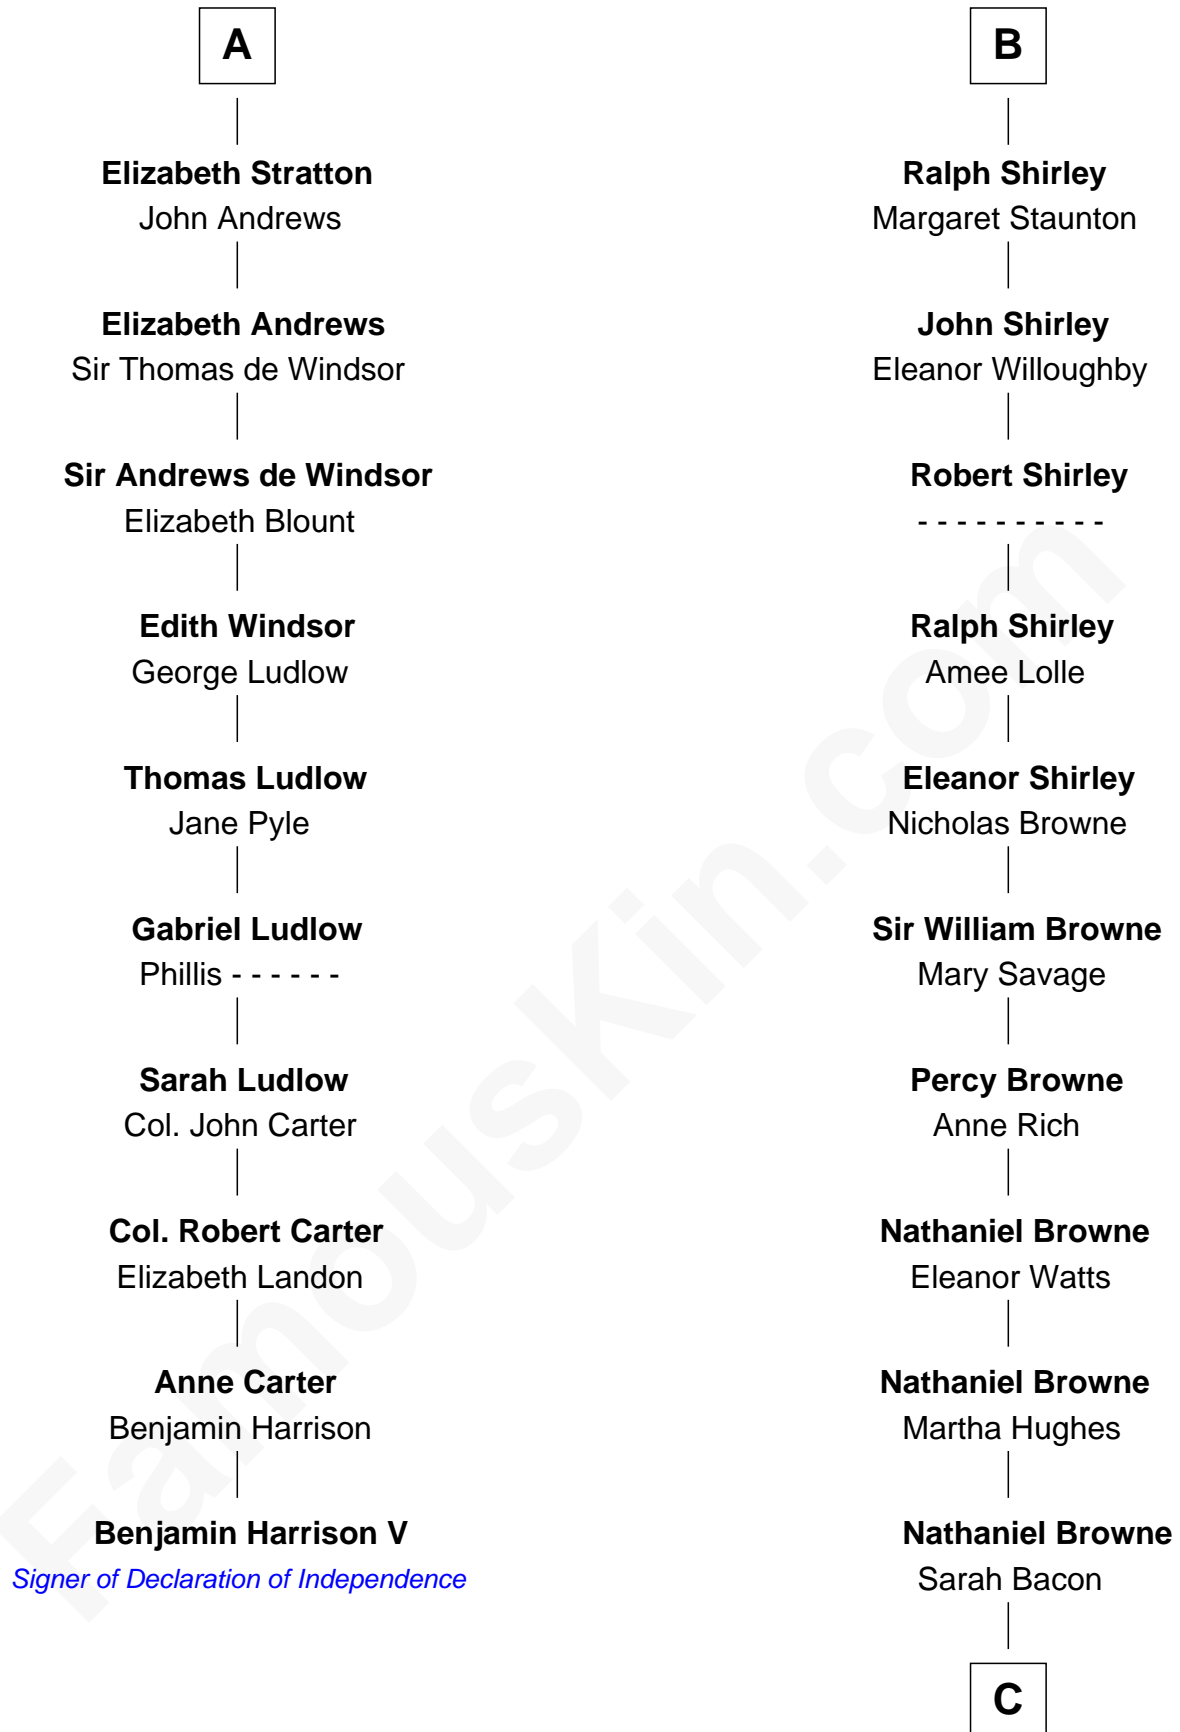 A
Elizabeth Stratton
John Andrews
Elizabeth Andrews
Sir Thomas de Windsor
Sir Andrews de Windsor
Elizabeth Blount
Edith Windsor
George Ludlow
Thomas Ludlow
Jane Pyle
Gabriel Ludlow
Phillis - - - - - -
Sarah Ludlow
Col. John Carter
Col. Robert Carter
Elizabeth Landon
Anne Carter
Benjamin Harrison
Benjamin Harrison V
Signer of Declaration of Independence
B
Ralph Shirley
Margaret Staunton
John Shirley
Eleanor Willoughby
Robert Shirley
- - - - - - - - - -
Ralph Shirley
Amee Lolle
Eleanor Shirley
Nicholas Browne
Sir William Browne
Mary Savage
Percy Browne
Anne Rich
Nathaniel Browne
Eleanor Watts
Nathaniel Browne
Martha Hughes
Nathaniel Browne
Sarah Bacon
C
FamousKin.com